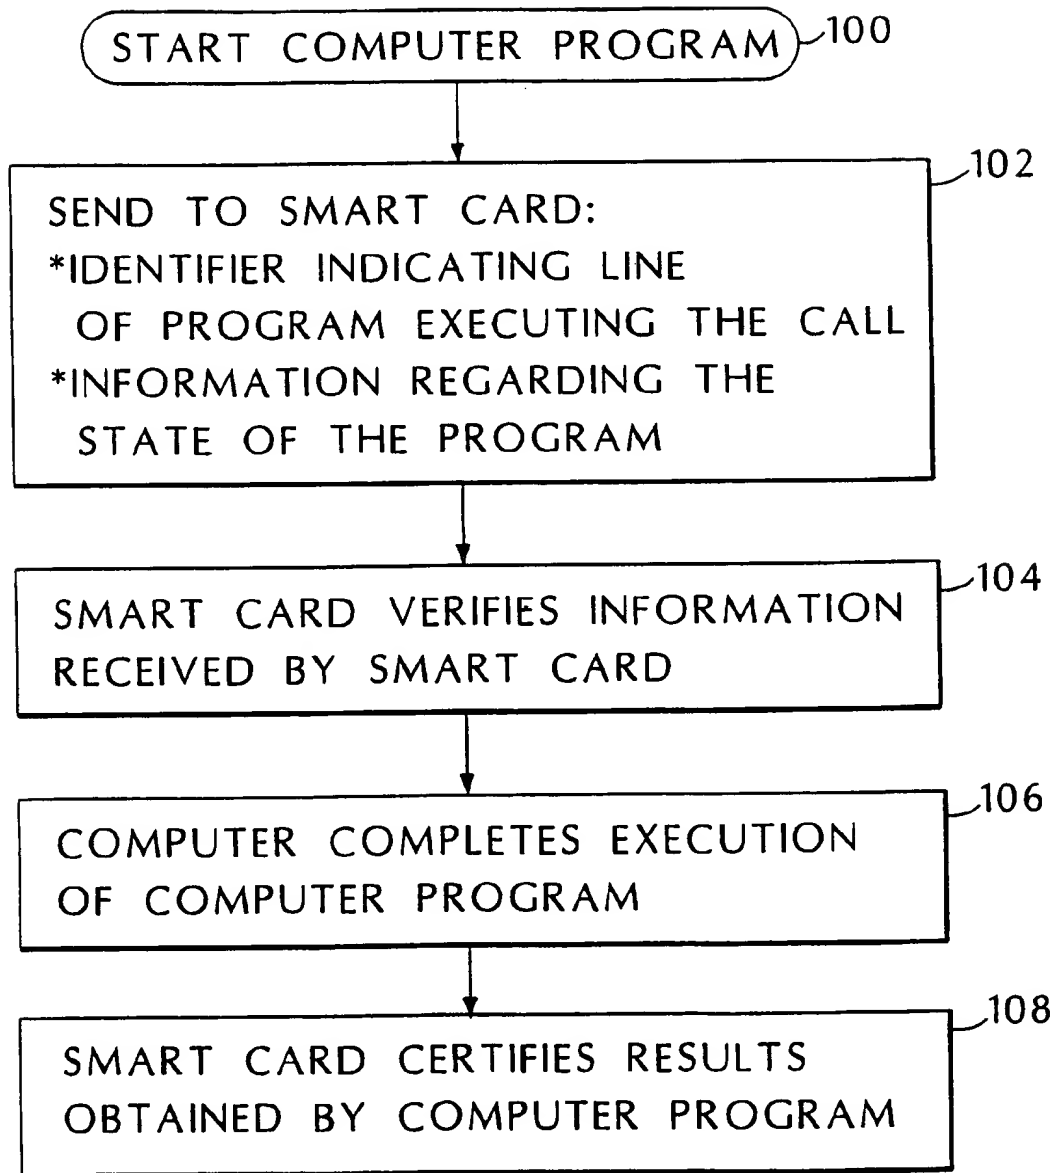 START COMPUTER PROGRAM
100
102
SEND TO SMART CARD:
*IDENTIFIER INDICATING LINE
OF PROGRAM EXECUTING THE CALL
*INFORMATION REGARDING THE
STATE OF THE PROGRAM
104
SMART CARD VERIFIES INFORMATION
RECEIVED BY SMART CARD
106
COMPUTER COMPLETES EXECUTION
OF COMPUTER PROGRAM
108
SMART CARD CERTIFIES RESULTS
OBTAINED BY COMPUTER PROGRAM